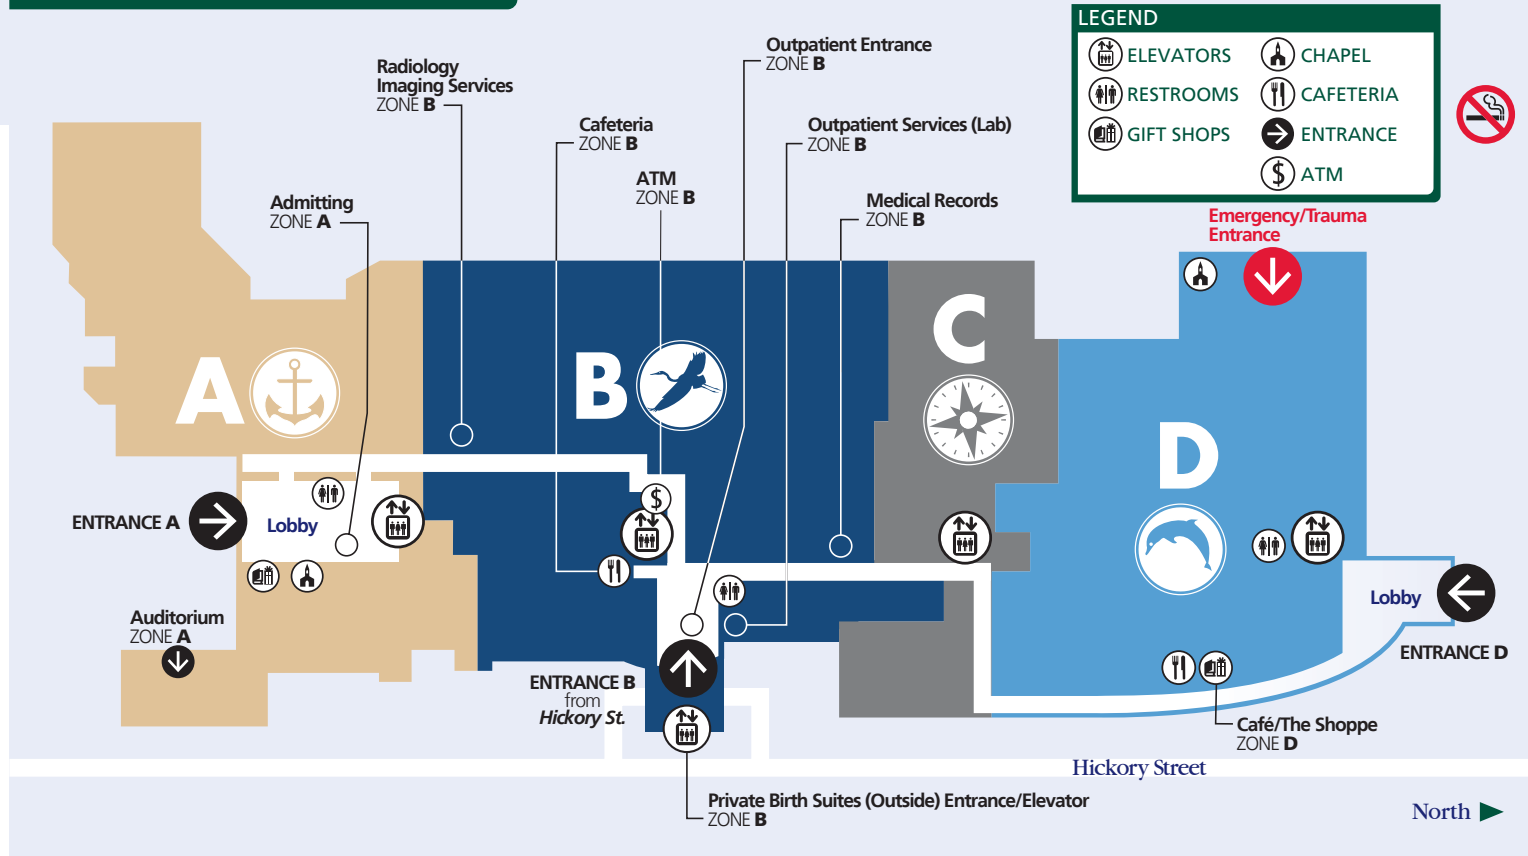 LEGEND
ELEVATORS
CHAPEL
RESTROOMS
CAFETERIA
GIFT SHOPS
ENTRANCE
$ ATM
Outpatient Entrance
ZONE B
Radiology
Imaging Services
ZONE B
Cafeteria
ZONE B
Outpatient Services (Lab)
ZONE B
ATM
ZONE B
Admitting
ZONE A
Medical Records
ZONE B
Emergency/Trauma
Entrance
A
B
C
D
$
ENTRANCE A
Lobby
Auditorium
ZONE A
Lobby
ENTRANCE D
ENTRANCE B
from
Hickory St.
Café/The Shoppe
ZONE D
Hickory Street
Private Birth Suites (Outside) Entrance/Elevator
ZONE B
North